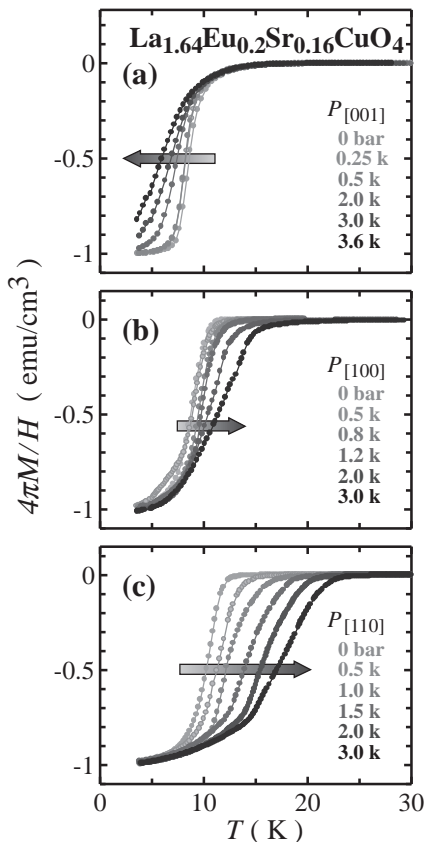 La1.64Eu0.2Sr0.16CuO4
0
(a)
P[001]
0 bar
0.25 k
0.5 k
2.0 k
3.0 k
3.6 k
-0.5
-1
0
(b)
P[100]
0 bar
0.5 k
0.8 k
1.2 k
2.0 k
3.0 k
-0.5
-1
0
(c)
P[110]
0 bar
0.5 k
1.0 k
1.5 k
2.0 k
3.0 k
-0.5
-1
4πM/H ( emu/cm3 )
0 10 20 30
T ( K )